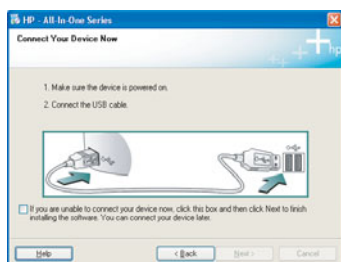 HP - All-In-One Series
Connect Your Device Now
hp
1. Make sure the device is powered on.
2. Connect the USB cable.
If you are unable to connect your device now, click this box and then click Next to finish
installing the software. You can connect your device later.
Help
< Back
Next >
Cancel